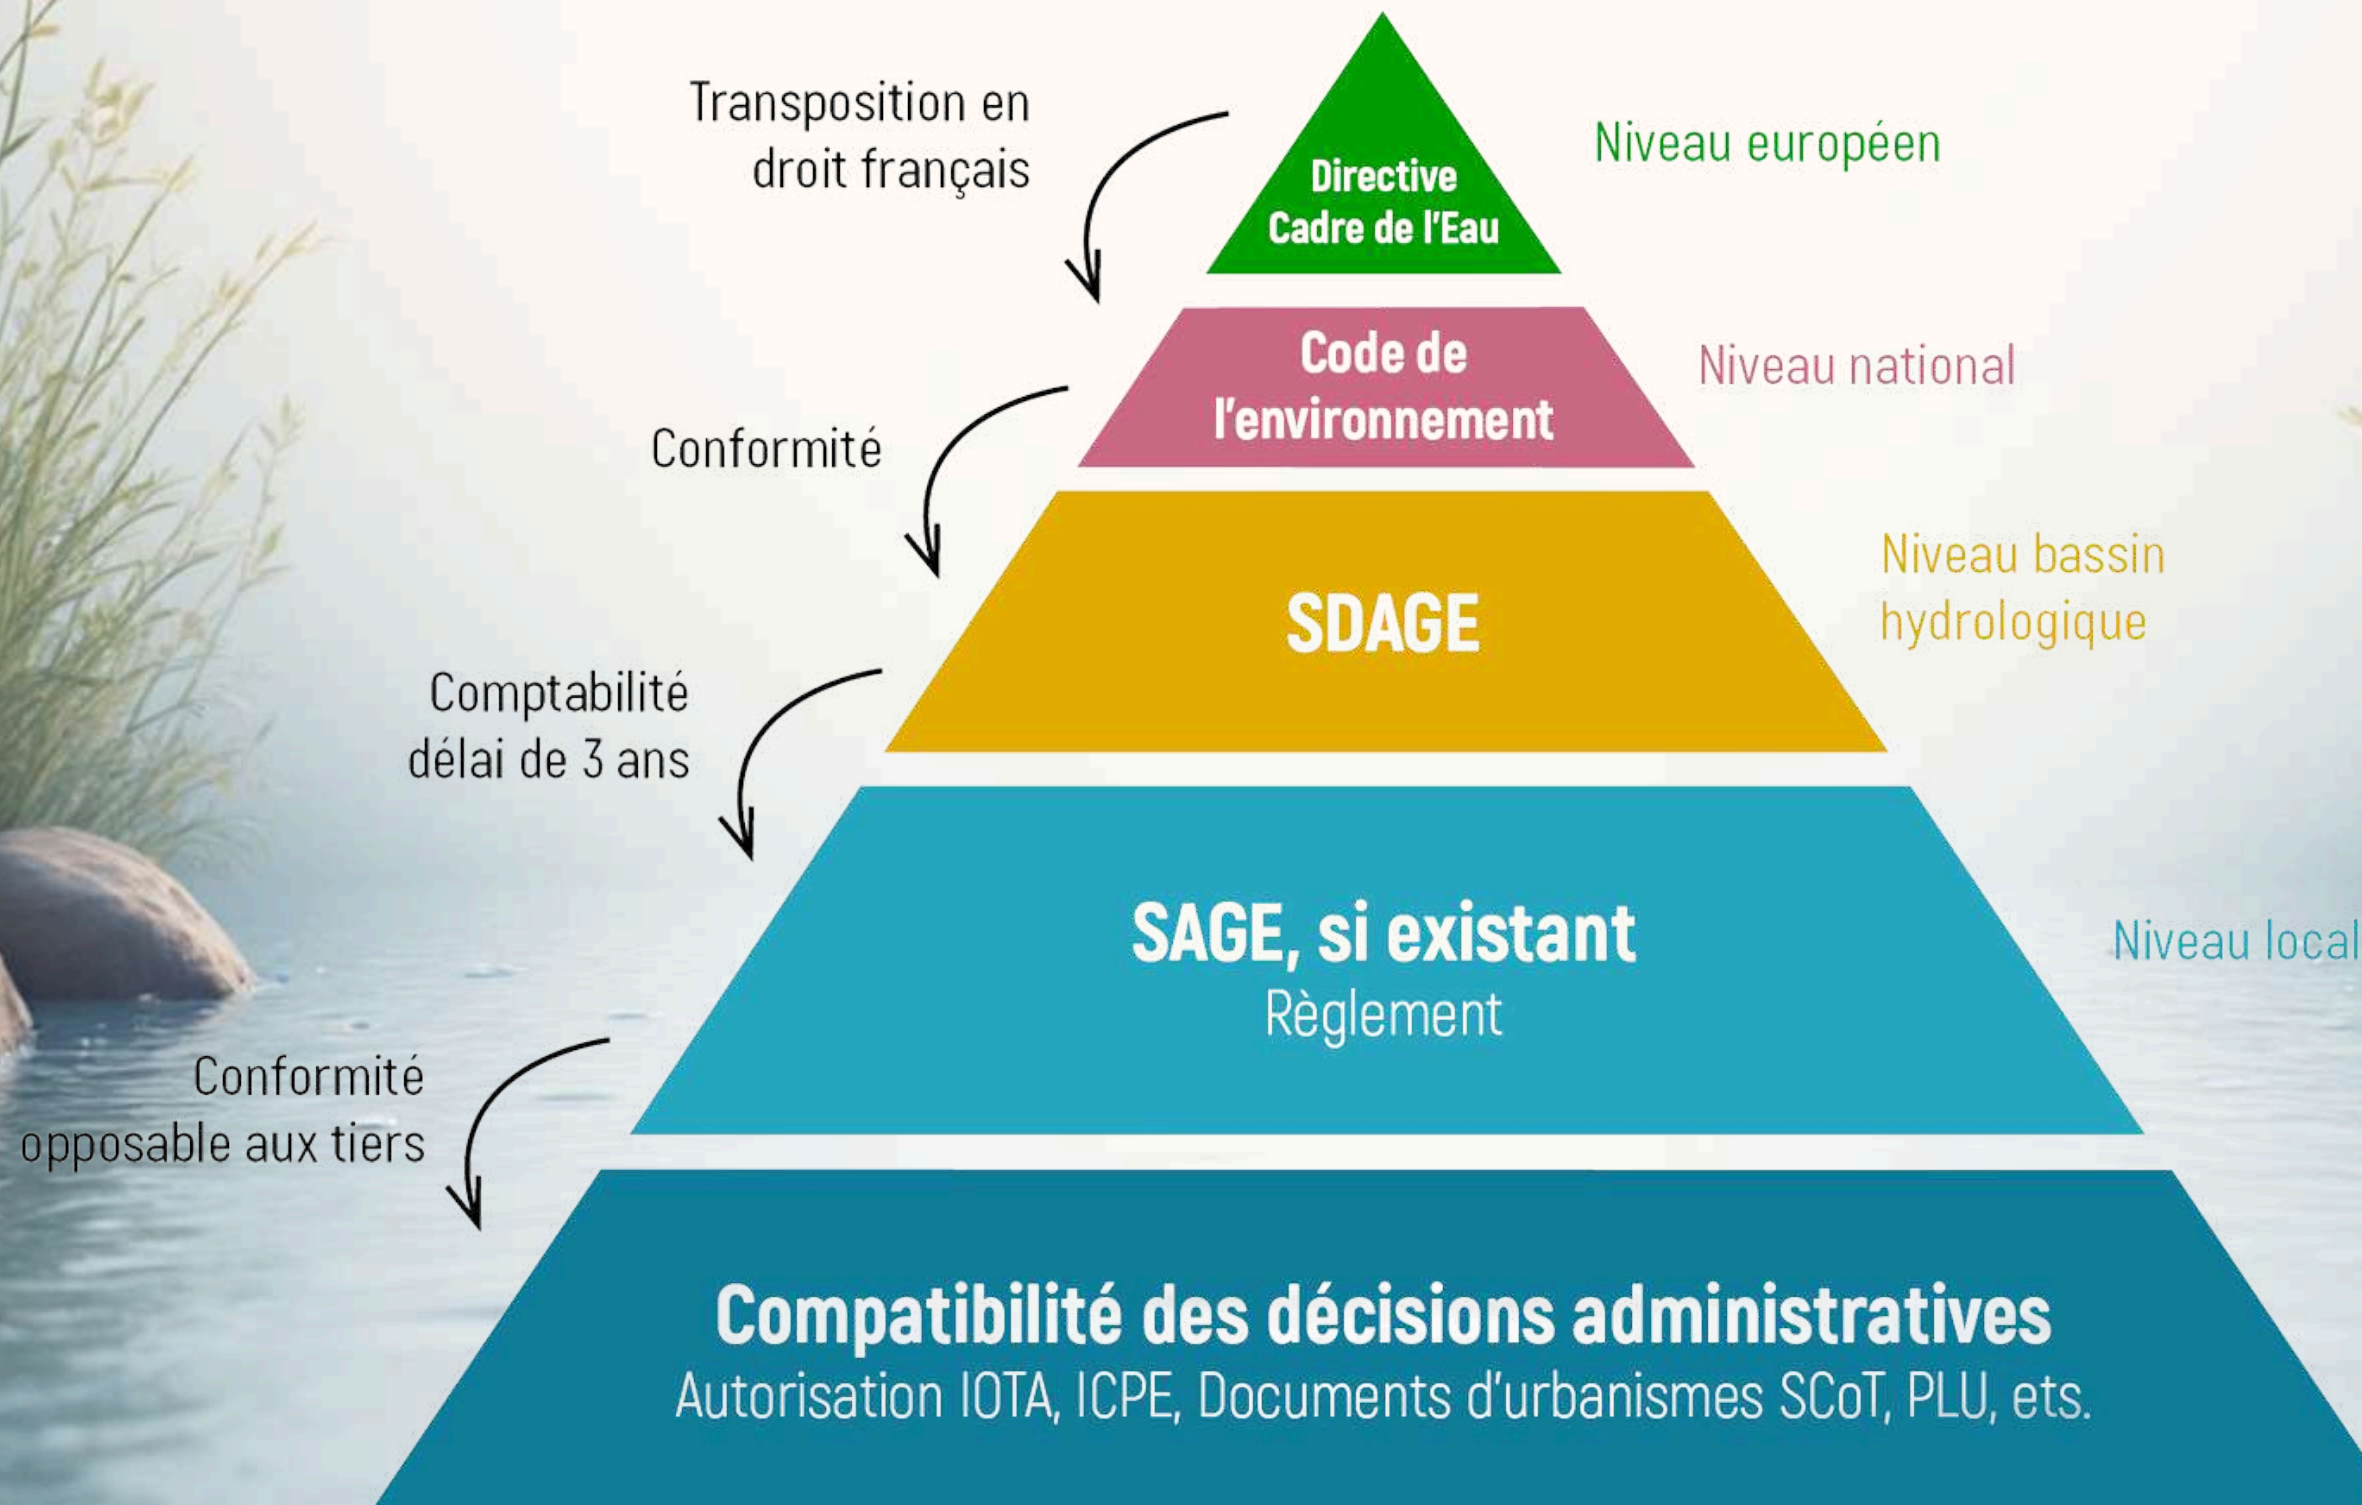 Transposition en
droit français
Directive
Cadre de l'Eau
Niveau européen
Code de
l'environnement
Niveau national
Conformité
SDAGE
Niveau bassin
hydrologique
Comptabilité
délai de 3 ans
SAGE, si existant
Règlement
Niveau local
Conformité
opposable aux tiers
Compatibilité des décisions administratives
Autorisation IOTA, ICPE, Documents d'urbanismes SCoT, PLU, ets.